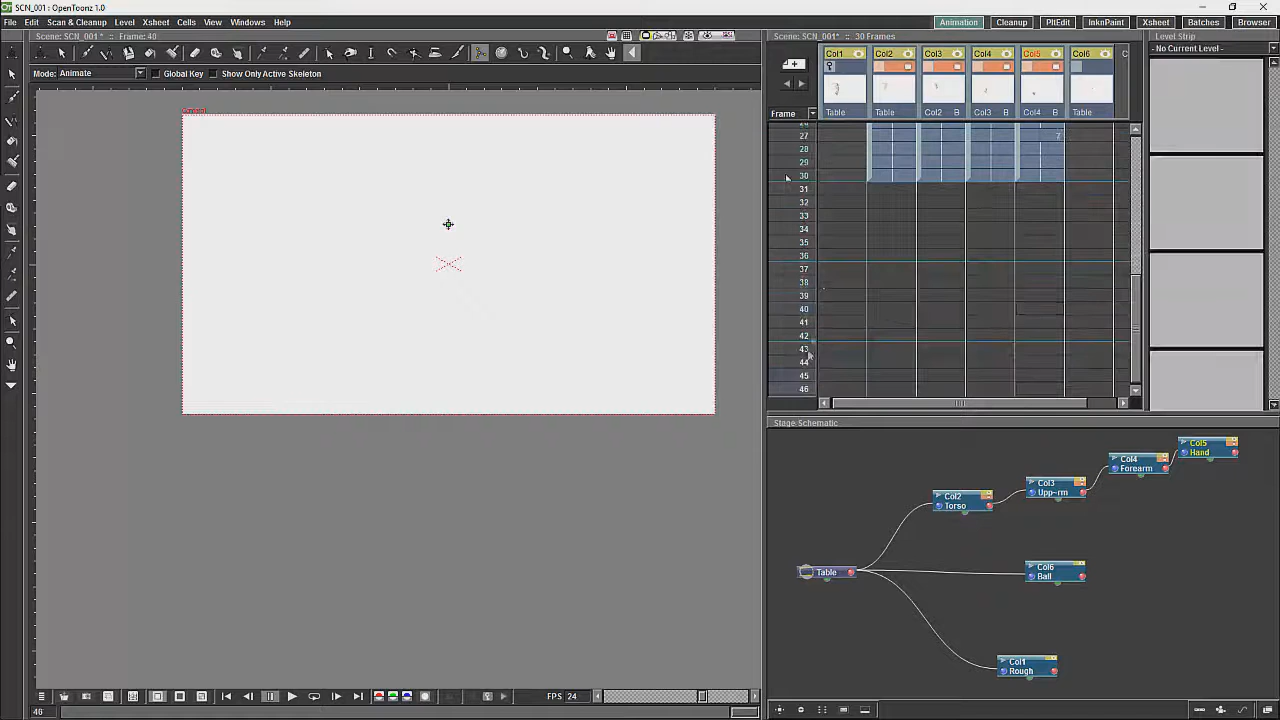 SCN_001 : OpenToonz 1.0
File Edit Scan & Cleanup Level Xsheet Cells View Windows Help
Animation Cleanup PltEdit InknPaint Xsheet Batches Browser
Scene: SCN_001 * :: Frame: 40
Scene: SCN_001* :: 30 Frames
Level Strip
- No Current Level -
Mode: Animate Global Key Show Only Active Skeleton
Col1 Col2 Col3 Col4 Col5 Col6
Table Table Col2 B Col3 B Col4 B Table
Frame
27
7
28
29
30
31
32
33
34
35
36
37
38
39
40
41
42
43
44
45
46
Stage Schematic
Col5
Hand
Col4
Forearm
Col3
Upp~rm
Col2
Torso
Col6
Ball
Table
Col1
Rough
FPS 24
46